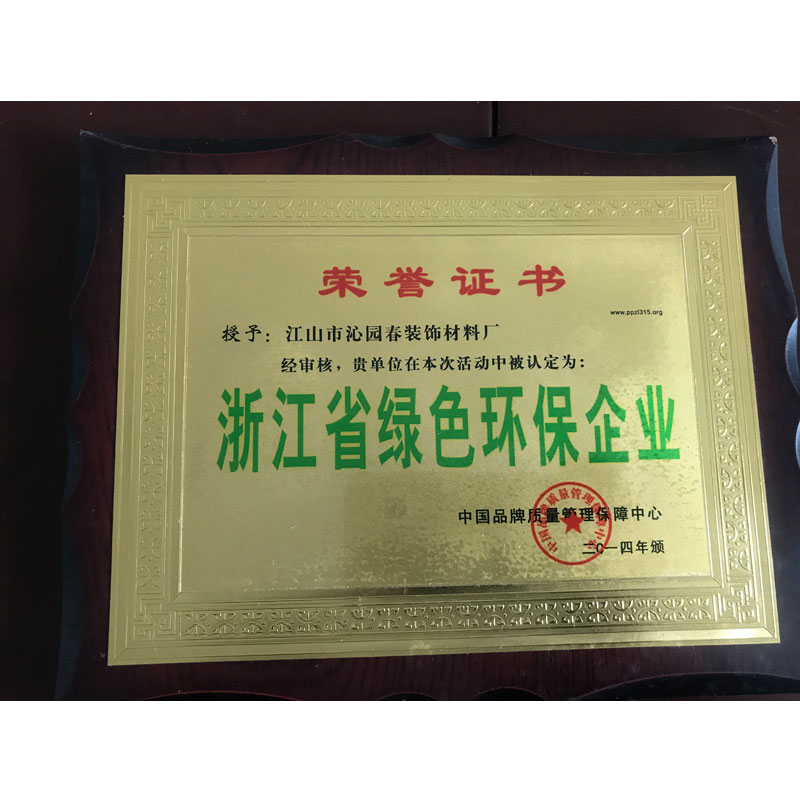 荣誉证书
www.ppzl315.org
授予：江山市沁园春装饰材料厂
经审核，贵单位在本次活动中被认定为：
浙江省绿色环保企业
中国品牌质量管理保障中心
二0一四年颁